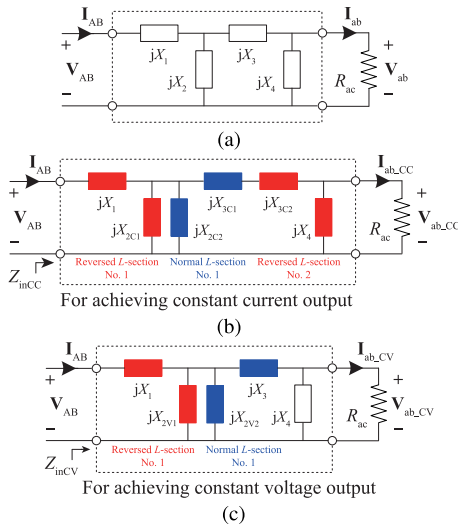 I_AB
I_ab
+
V_AB
−
jX_1
jX_3
jX_2
jX_4
R_ac
+
V_ab
−
(a)
I_AB
I_ab_CC
+
V_AB
−
jX_1
jX_3C1
jX_3C2
jX_2C1
jX_2C2
jX_4
R_ac
+
V_ab_CC
−
Z_inCC
Reversed L-section
No. 1
Normal L-section
No. 1
Reversed L-section
No. 2
For achieving constant current output
(b)
I_AB
I_ab_CV
+
V_AB
−
jX_1
jX_3
jX_2V1
jX_2V2
jX_4
R_ac
+
V_ab_CV
−
Z_inCV
Reversed L-section
No. 1
Normal L-section
No. 1
For achieving constant voltage output
(c)